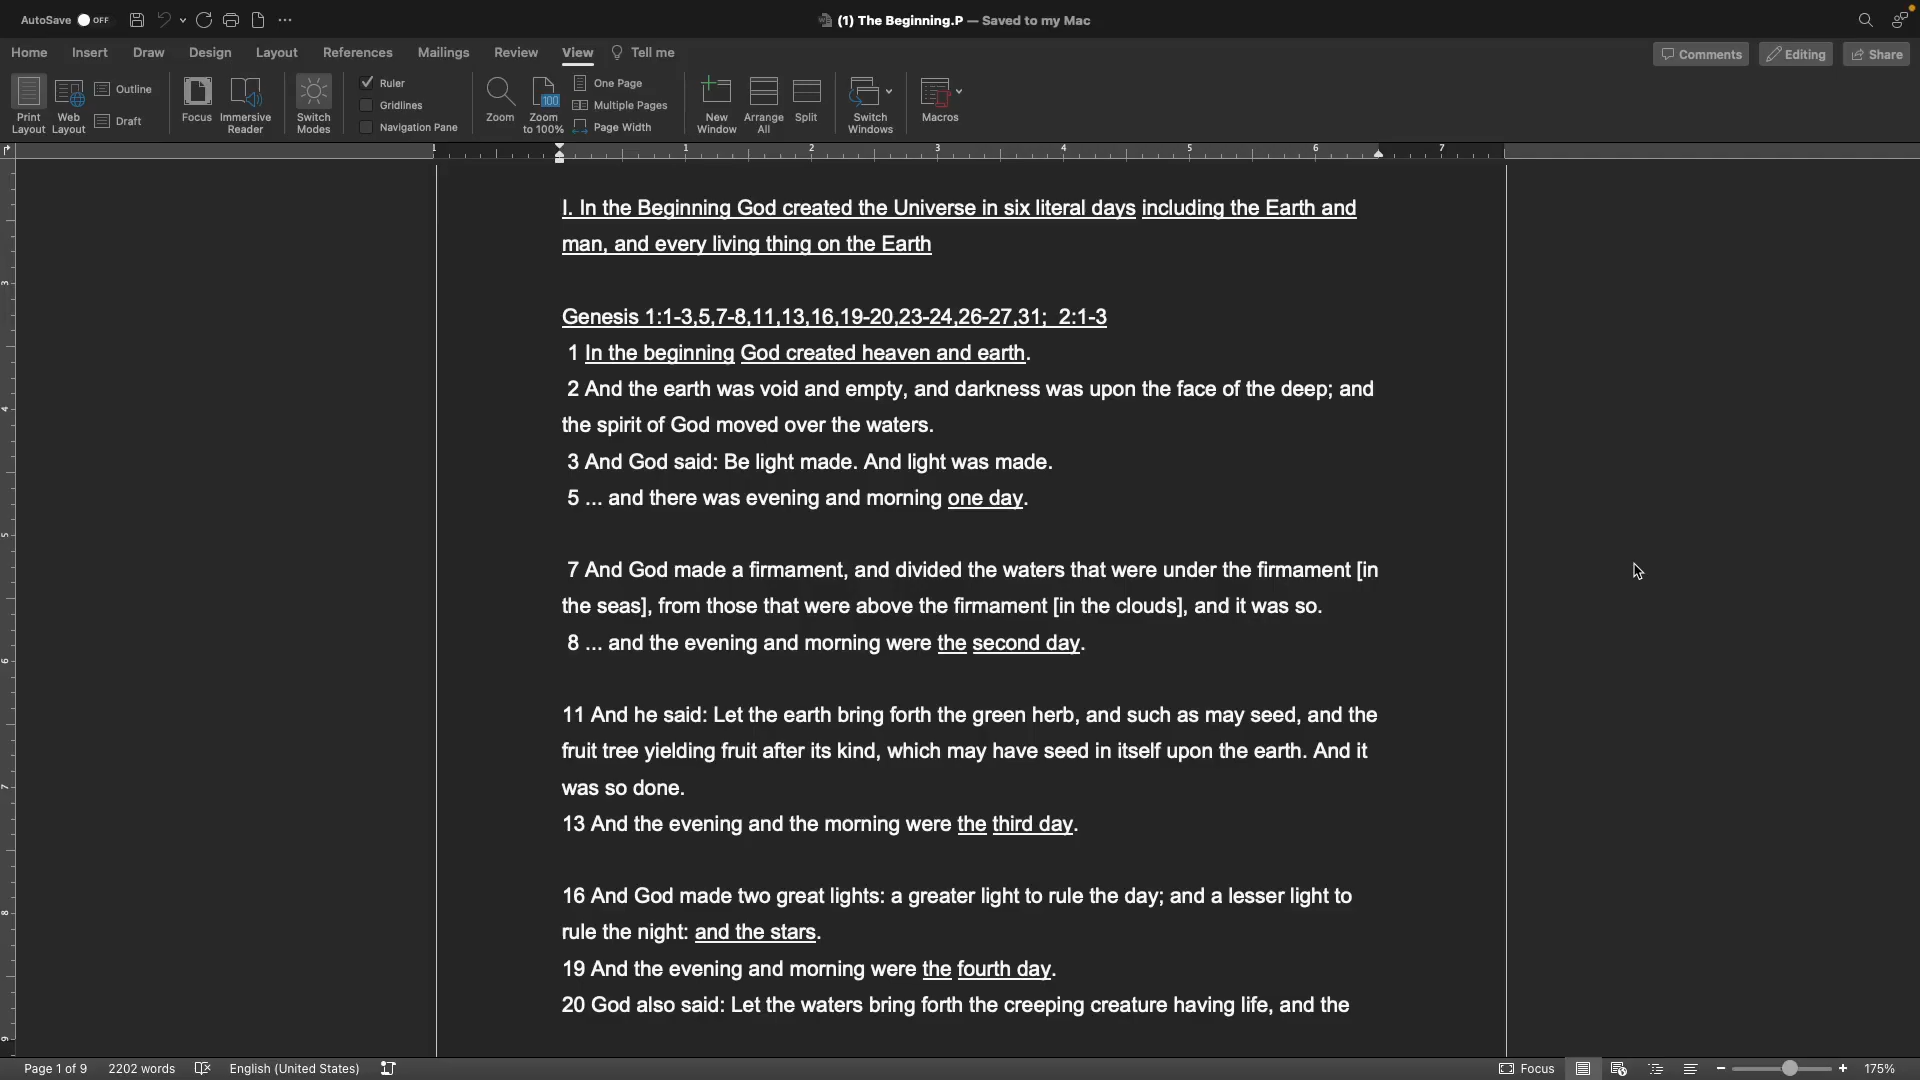 AutoSave OFF
(1) The Beginning.P — Saved to my Mac
Home Insert Draw Design Layout References Mailings Review View Tell me
Comments Editing Share
Print Layout
Web Layout
Outline
Draft
Focus
Immersive Reader
Switch Modes
Ruler
Gridlines
Navigation Pane
Zoom
100
Zoom to 100%
One Page
Multiple Pages
Page Width
New Window
Arrange All
Split
Switch Windows
Macros
1 1 2 3 4 5 6 7
3
4
5
6
7
8
9
I. In the Beginning God created the Universe in six literal days including the Earth and
man, and every living thing on the Earth
Genesis 1:1-3,5,7-8,11,13,16,19-20,23-24,26-27,31;  2:1-3
1 In the beginning God created heaven and earth.
2 And the earth was void and empty, and darkness was upon the face of the deep; and
the spirit of God moved over the waters.
3 And God said: Be light made. And light was made.
5 ... and there was evening and morning one day.
7 And God made a firmament, and divided the waters that were under the firmament [in
the seas], from those that were above the firmament [in the clouds], and it was so.
8 ... and the evening and morning were the second day.
11 And he said: Let the earth bring forth the green herb, and such as may seed, and the
fruit tree yielding fruit after its kind, which may have seed in itself upon the earth. And it
was so done.
13 And the evening and the morning were the third day.
16 And God made two great lights: a greater light to rule the day; and a lesser light to
rule the night: and the stars.
19 And the evening and morning were the fourth day.
20 God also said: Let the waters bring forth the creeping creature having life, and the
Page 1 of 9 2202 words English (United States) Focus 175%